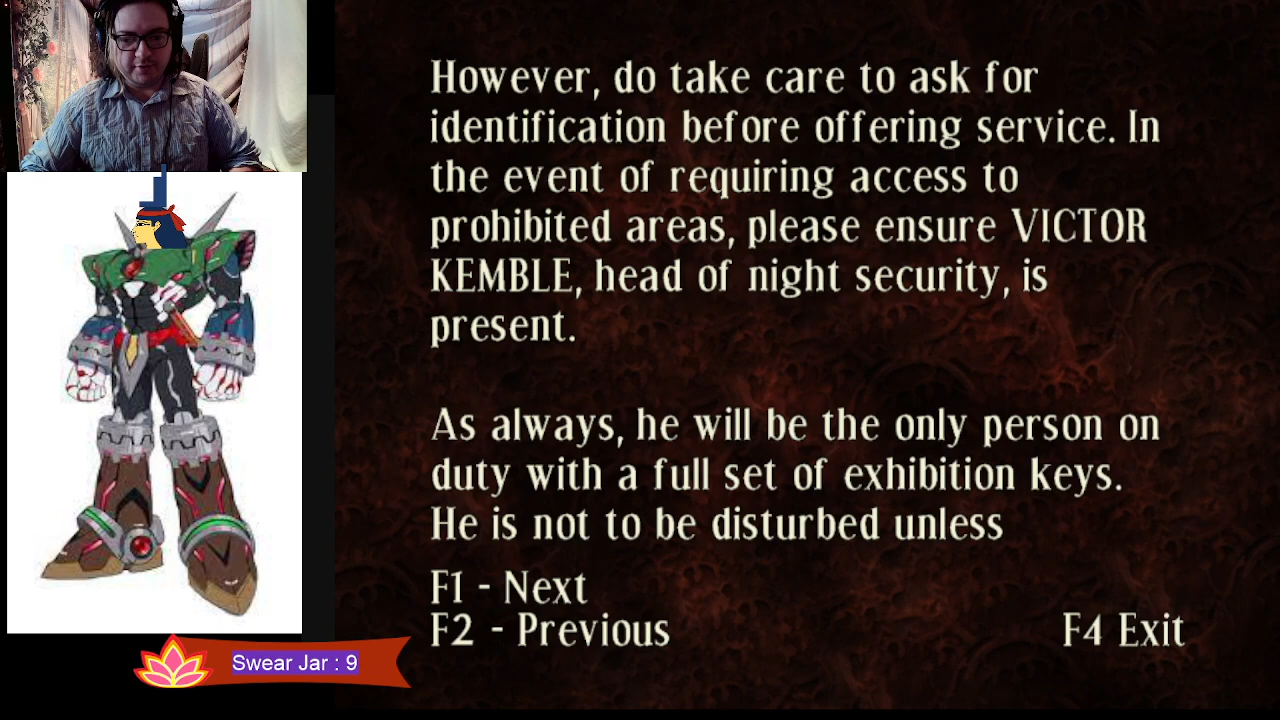 However, do take care to ask for
identification before offering service. In
the event of requiring access to
prohibited areas, please ensure VICTOR
KEMBLE, head of night security, is
present.
As always, he will be the only person on
duty with a full set of exhibition keys.
He is not to be disturbed unless
F1 - Next
F2 - Previous
F4 Exit
Swear Jar : 9